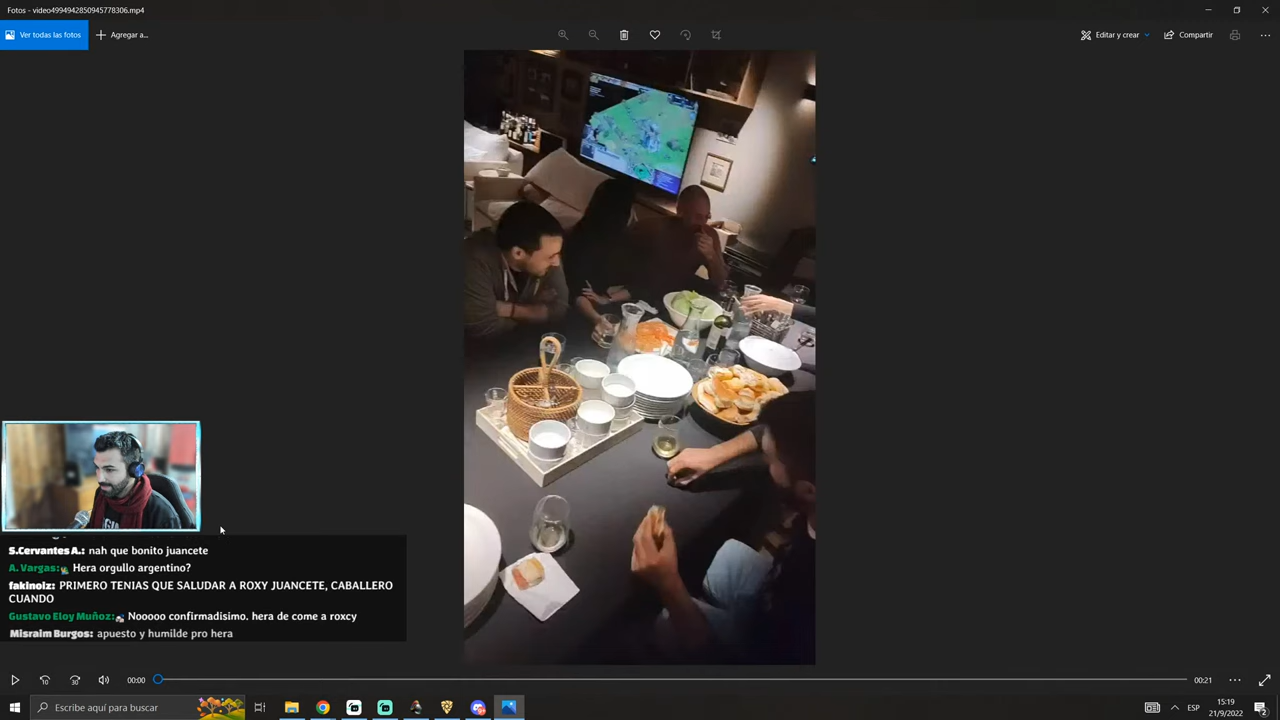 Fotos - video4994942850945778306.mp4
Ver todas las fotos
Agregar a...
Editar y crear
Compartir
S.Cervantes A.: nah que bonito juancete
A. Vargas: Hera orgullo argentino?
fakinolz: PRIMERO TENIAS QUE SALUDAR A ROXY JUANCETE, CABALLERO
CUANDO
Gustavo Eloy Muñoz: Nooooo confirmadisimo. hera de come a roxcy
Misraim Burgos: apuesto y humilde pro hera
10
30
00:00
00:21
Escribe aquí para buscar
ESP
15:19
21/9/2022
2